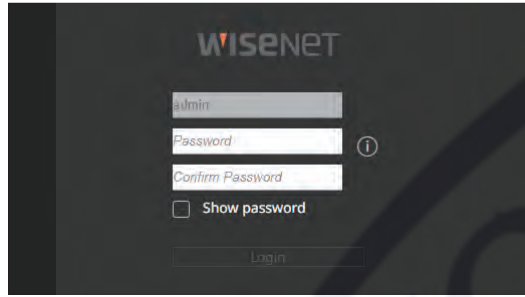 WISENET
admin
Password
i
Confirm Password
Show password
Login